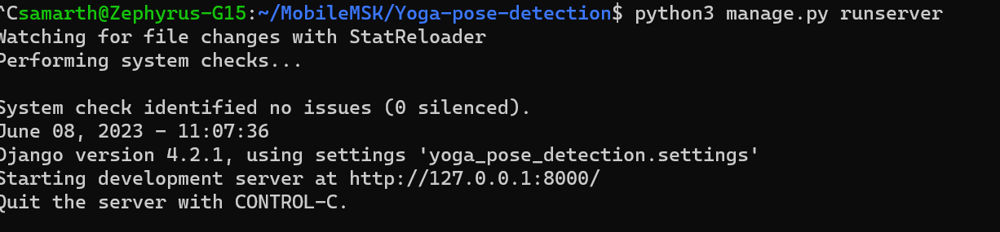 ^Csamarth@Zephyrus-G15:~/MobileMSK/Yoga-pose-detection$ python3 manage.py runserver
Watching for file changes with StatReloader
Performing system checks...
System check identified no issues (0 silenced).
June 08, 2023 - 11:07:36
Django version 4.2.1, using settings 'yoga_pose_detection.settings'
Starting development server at http://127.0.0.1:8000/
Quit the server with CONTROL-C.